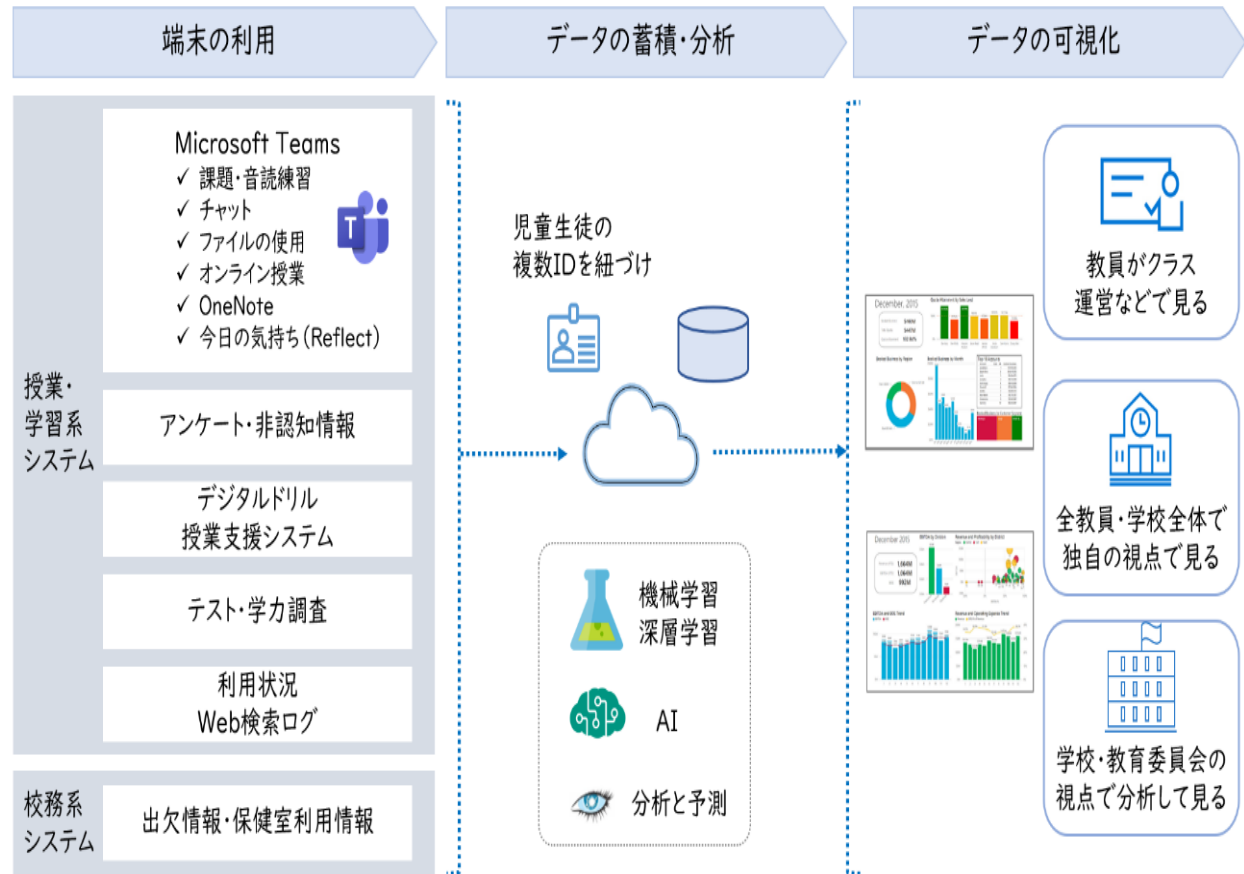 端末の利用
データの蓄積・分析
データの可視化
授業・
学習系
システム
Microsoft Teams
✓ 課題・音読練習
✓ チャット
✓ ファイルの使用
✓ オンライン授業
✓ OneNote
✓ 今日の気持ち(Reflect)
T
アンケート・非認知情報
デジタルドリル
授業支援システム
テスト・学力調査
利用状況
Web検索ログ
校務系
システム
出欠情報・保健室利用情報
児童生徒の
複数IDを紐づけ
機械学習
深層学習
AI
分析と予測
December, 2015
December 2015
1,064M
1,064M
892M
教員がクラス
運営などで見る
全教員・学校全体で
独自の視点で見る
学校・教育委員会の
視点で分析して見る